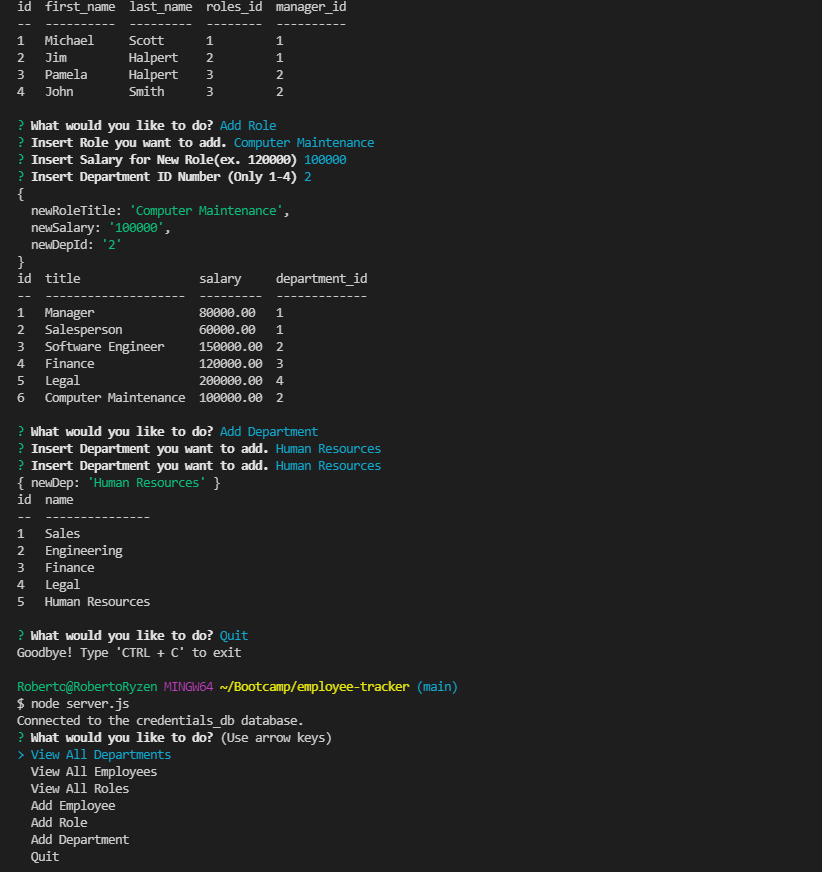 id  first_name  last_name  roles_id  manager_id
--  ----------  ---------  --------  ----------
1   Michael     Scott      1         1
2   Jim         Halpert    2         1
3   Pamela      Halpert    3         2
4   John        Smith      3         2
? What would you like to do? Add Role
? Insert Role you want to add. Computer Maintenance
? Insert Salary for New Role(ex. 120000) 100000
? Insert Department ID Number (Only 1-4) 2
{
  newRoleTitle: 'Computer Maintenance',
  newSalary: '100000',
  newDepId: '2'
}
id  title                 salary     department_id
--  --------------------  ---------  -------------
1   Manager               80000.00   1
2   Salesperson           60000.00   1
3   Software Engineer     150000.00  2
4   Finance               120000.00  3
5   Legal                 200000.00  4
6   Computer Maintenance  100000.00  2
? What would you like to do? Add Department
? Insert Department you want to add. Human Resources
? Insert Department you want to add. Human Resources
{ newDep: 'Human Resources' }
id  name
--  ---------------
1   Sales
2   Engineering
3   Finance
4   Legal
5   Human Resources
? What would you like to do? Quit
Goodbye! Type 'CTRL + C' to exit
Roberto@RobertoRyzen MINGW64 ~/Bootcamp/employee-tracker (main)
$ node server.js
Connected to the credentials_db database.
? What would you like to do? (Use arrow keys)
> View All Departments
  View All Employees
  View All Roles
  Add Employee
  Add Role
  Add Department
  Quit